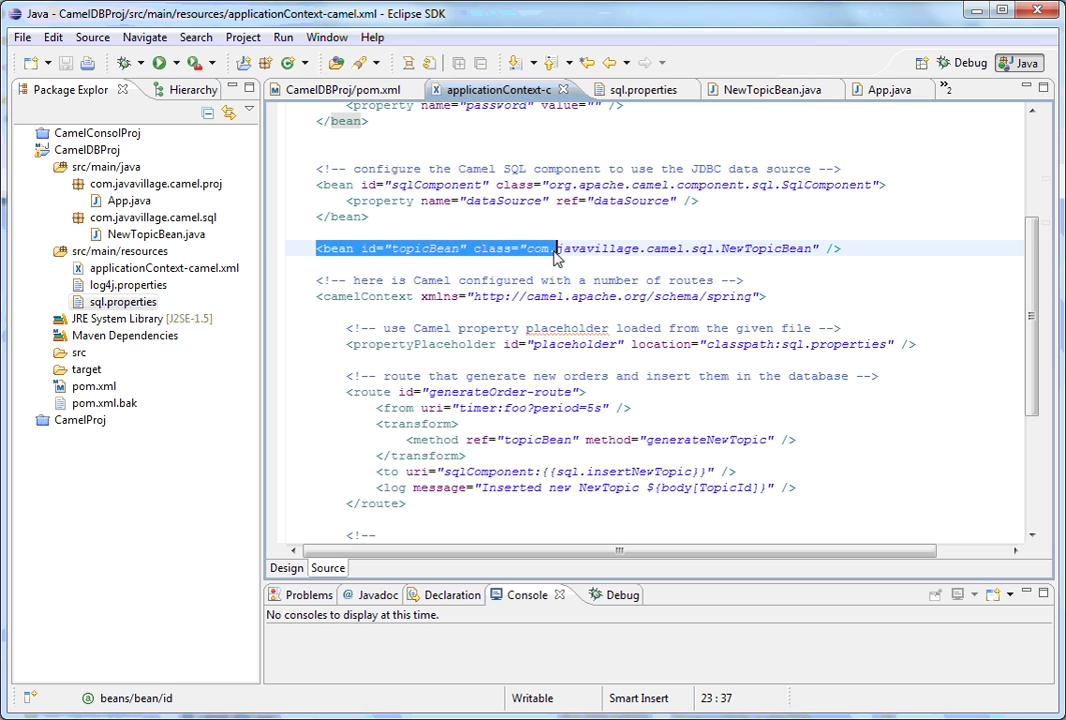 Java - CamelDBProj/src/main/resources/applicationContext-camel.xml - Eclipse SDK
File Edit Source Navigate Search Project Run Window Help
Debug Java
Package Explor Hierarchy
CamelDBProj/pom.xml applicationContext-c sql.properties NewTopicBean.java App.java »2
CamelConsolProj
CamelDBProj
src/main/java
com.javavillage.camel.proj
App.java
com.javavillage.camel.sql
NewTopicBean.java
src/main/resources
applicationContext-camel.xml
log4j.properties
sql.properties
JRE System Library [J2SE-1.5]
Maven Dependencies
src
target
pom.xml
pom.xml.bak
CamelProj
<property name="password" value="" />
</bean>
<!-- configure the Camel SQL component to use the JDBC data source -->
<bean id="sqlComponent" class="org.apache.camel.component.sql.SqlComponent">
<property name="dataSource" ref="dataSource" />
</bean>
<bean id="topicBean" class="com.javavillage.camel.sql.NewTopicBean" />
<!-- here is Camel configured with a number of routes -->
<camelContext xmlns="http://camel.apache.org/schema/spring">
<!-- use Camel property placeholder loaded from the given file -->
<propertyPlaceholder id="placeholder" location="classpath:sql.properties" />
<!-- route that generate new orders and insert them in the database -->
<route id="generateOrder-route">
<from uri="timer:foo?period=5s" />
<transform>
<method ref="topicBean" method="generateNewTopic" />
</transform>
<to uri="sqlComponent:{{sql.insertNewTopic}}" />
<log message="Inserted new NewTopic ${body[TopicId]}" />
</route>
<!--
Design Source
Problems @ Javadoc Declaration Console Debug
No consoles to display at this time.
beans/bean/id Writable Smart Insert 23 : 37